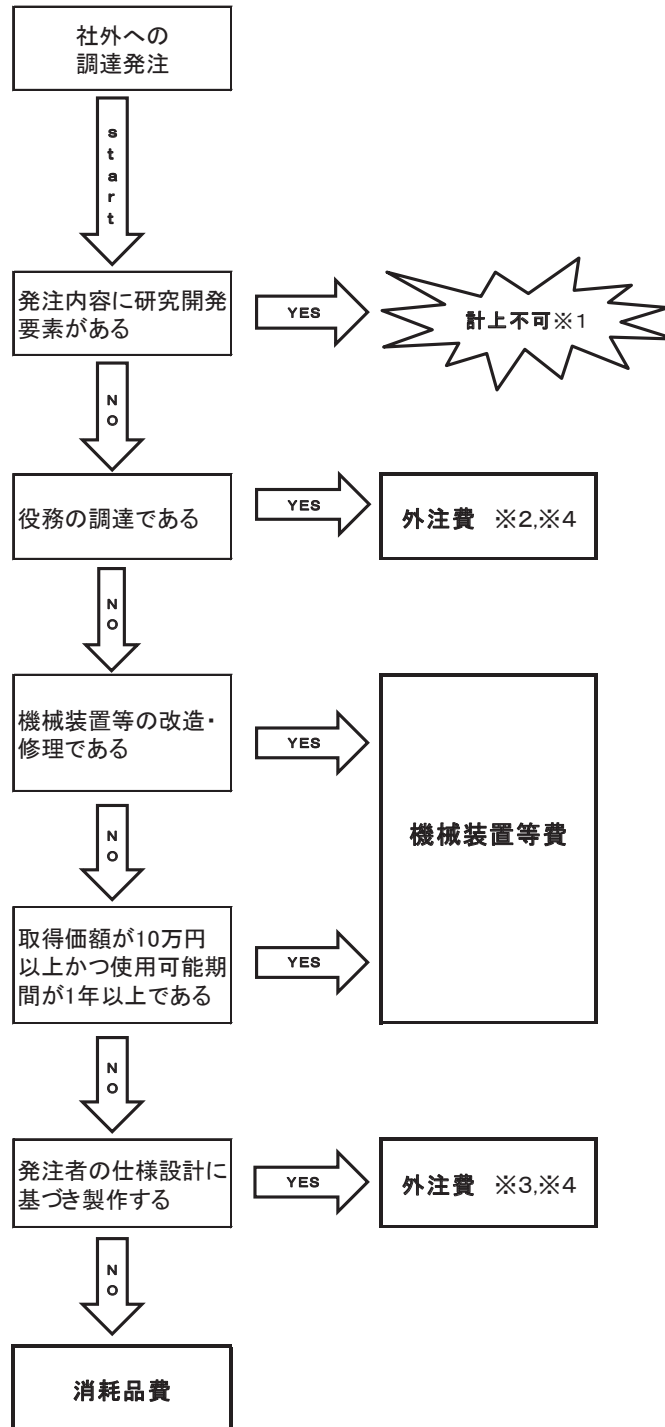 社外への
調達発注
start
発注内容に研究開発
要素がある
YES
計上不可※1
NO
役務の調達である
YES
外注費 ※2,※4
NO
機械装置等の改造・
修理である
YES
機械装置等費
NO
取得価額が10万円
以上かつ使用可能期
間が1年以上である
YES
NO
発注者の仕様設計に
基づき製作する
YES
外注費 ※3,※4
NO
消耗品費